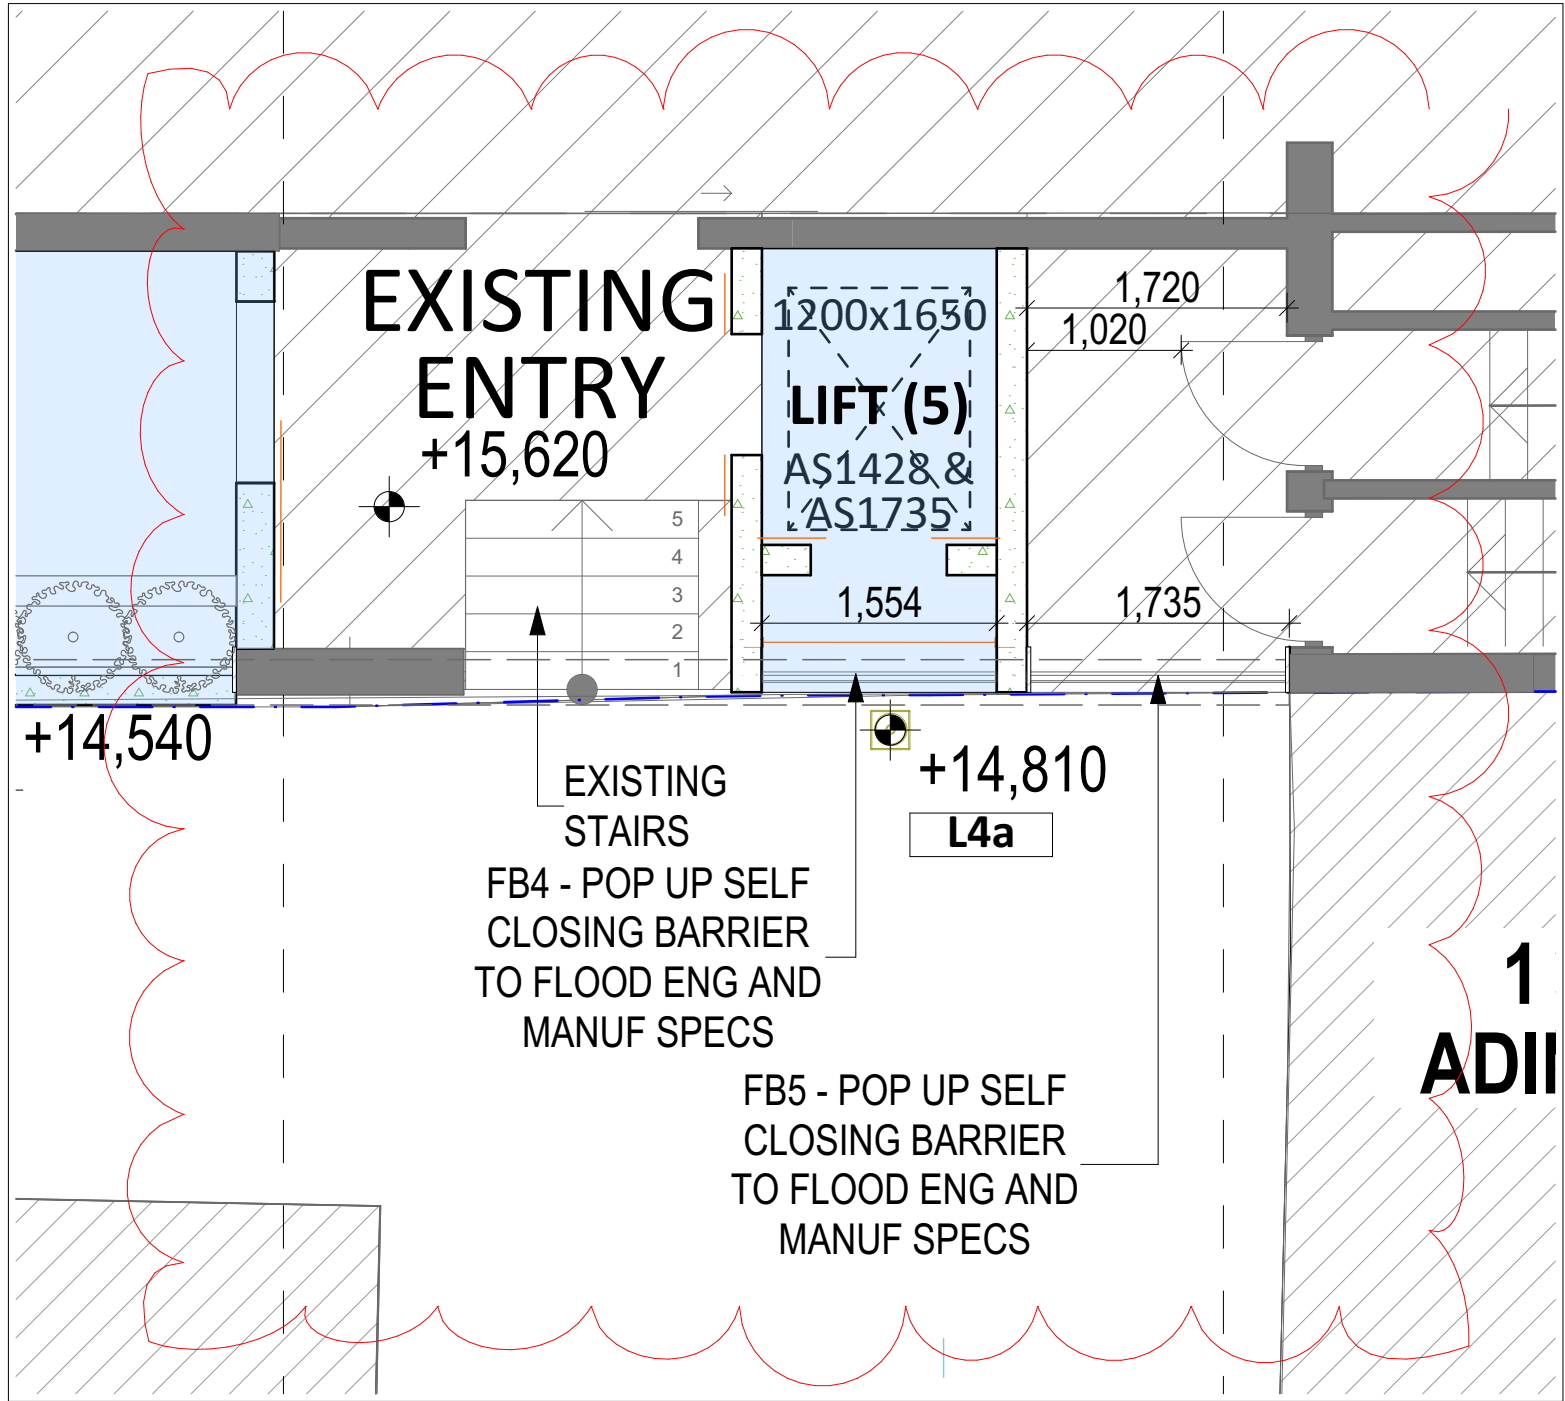 EXISTING
ENTRY
+15,620
1200x1650
LIFT (5)
AS1428 &
AS1735
1,720
1,020
5
4
3
2
1
1,554
1,735
+14,540
+14,810
L4a
EXISTING
STAIRS
FB4 - POP UP SELF
CLOSING BARRIER
TO FLOOD ENG AND
MANUF SPECS
FB5 - POP UP SELF
CLOSING BARRIER
TO FLOOD ENG AND
MANUF SPECS
1